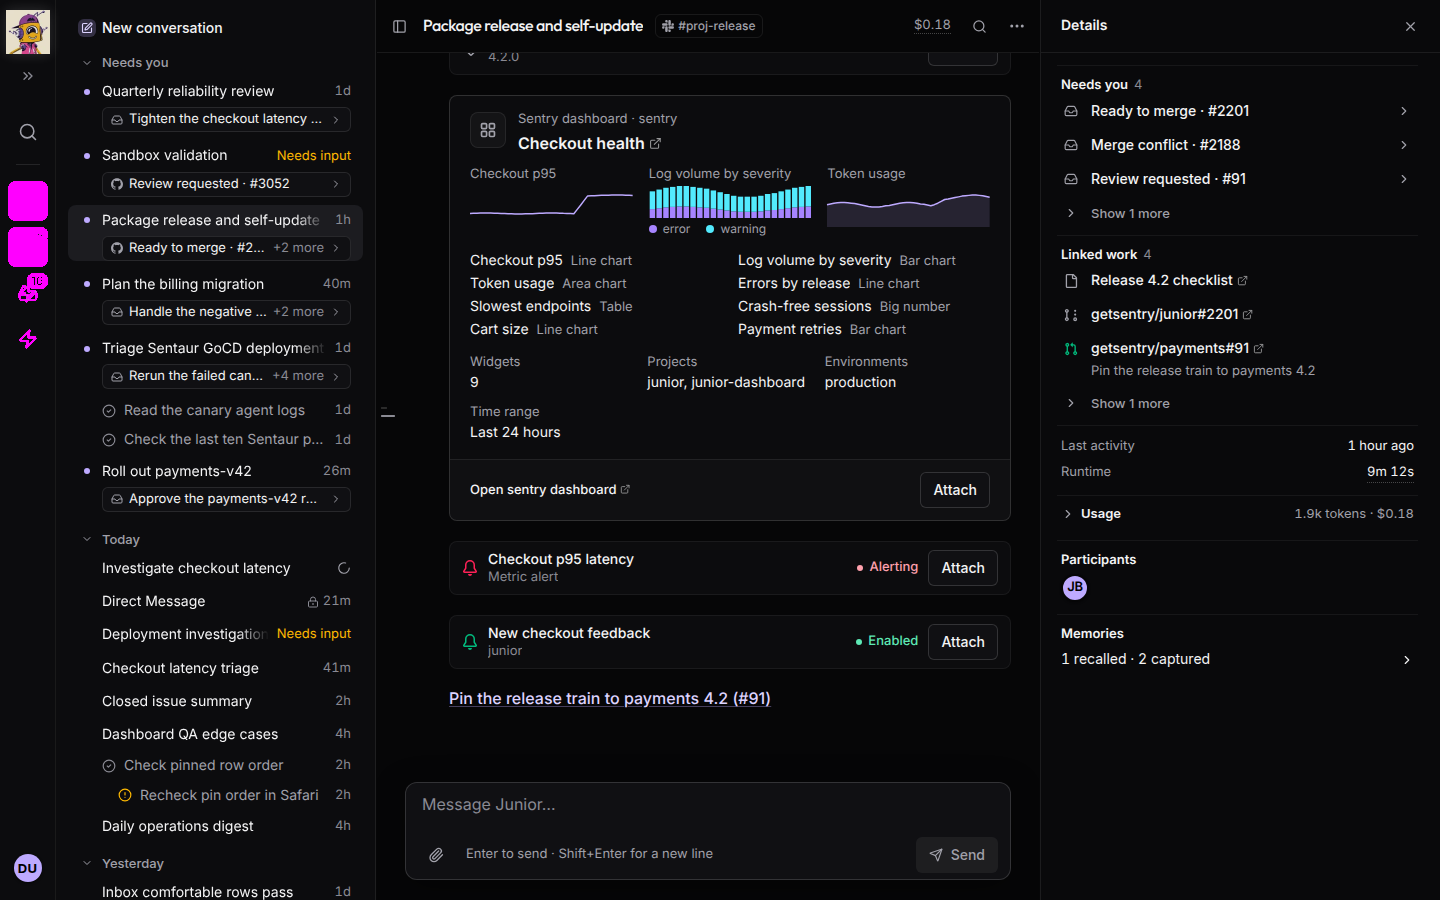 New conversation
Needs you
Quarterly reliability review 1d
Tighten the checkout latency ...
Sandbox validation Needs input
Review requested · #3052
Package release and self-update 1h
Ready to merge · #2... +2 more
Plan the billing migration 40m
Handle the negative ... +2 more
Triage Sentaur GoCD deployment 1d
Rerun the failed can... +4 more
Read the canary agent logs 1d
Check the last ten Sentaur p... 1d
Roll out payments-v42 26m
Approve the payments-v42 r...
Today
Investigate checkout latency
Direct Message 21m
Deployment investigation Needs input
Checkout latency triage 41m
Closed issue summary 2h
Dashboard QA edge cases 4h
Check pinned row order 2h
Recheck pin order in Safari 2h
Daily operations digest 4h
Yesterday
Inbox comfortable rows pass 1d
DU
Package release and self-update #proj-release $0.18
4.2.0
Sentry dashboard · sentry
Checkout health
Checkout p95 Log volume by severity Token usage
error warning
Checkout p95 Line chart Log volume by severity Bar chart
Token usage Area chart Errors by release Line chart
Slowest endpoints Table Crash-free sessions Big number
Cart size Line chart Payment retries Bar chart
Widgets Projects Environments
9 junior, junior-dashboard production
Time range
Last 24 hours
Open sentry dashboard Attach
Checkout p95 latency
Metric alert
Alerting Attach
New checkout feedback
junior
Enabled Attach
Pin the release train to payments 4.2 (#91)
Message Junior...
Enter to send · Shift+Enter for a new line Send
Details
Needs you 4
Ready to merge · #2201
Merge conflict · #2188
Review requested · #91
Show 1 more
Linked work 4
Release 4.2 checklist
getsentry/junior#2201
getsentry/payments#91
Pin the release train to payments 4.2
Show 1 more
Last activity 1 hour ago
Runtime 9m 12s
Usage 1.9k tokens · $0.18
Participants
JB
Memories
1 recalled · 2 captured